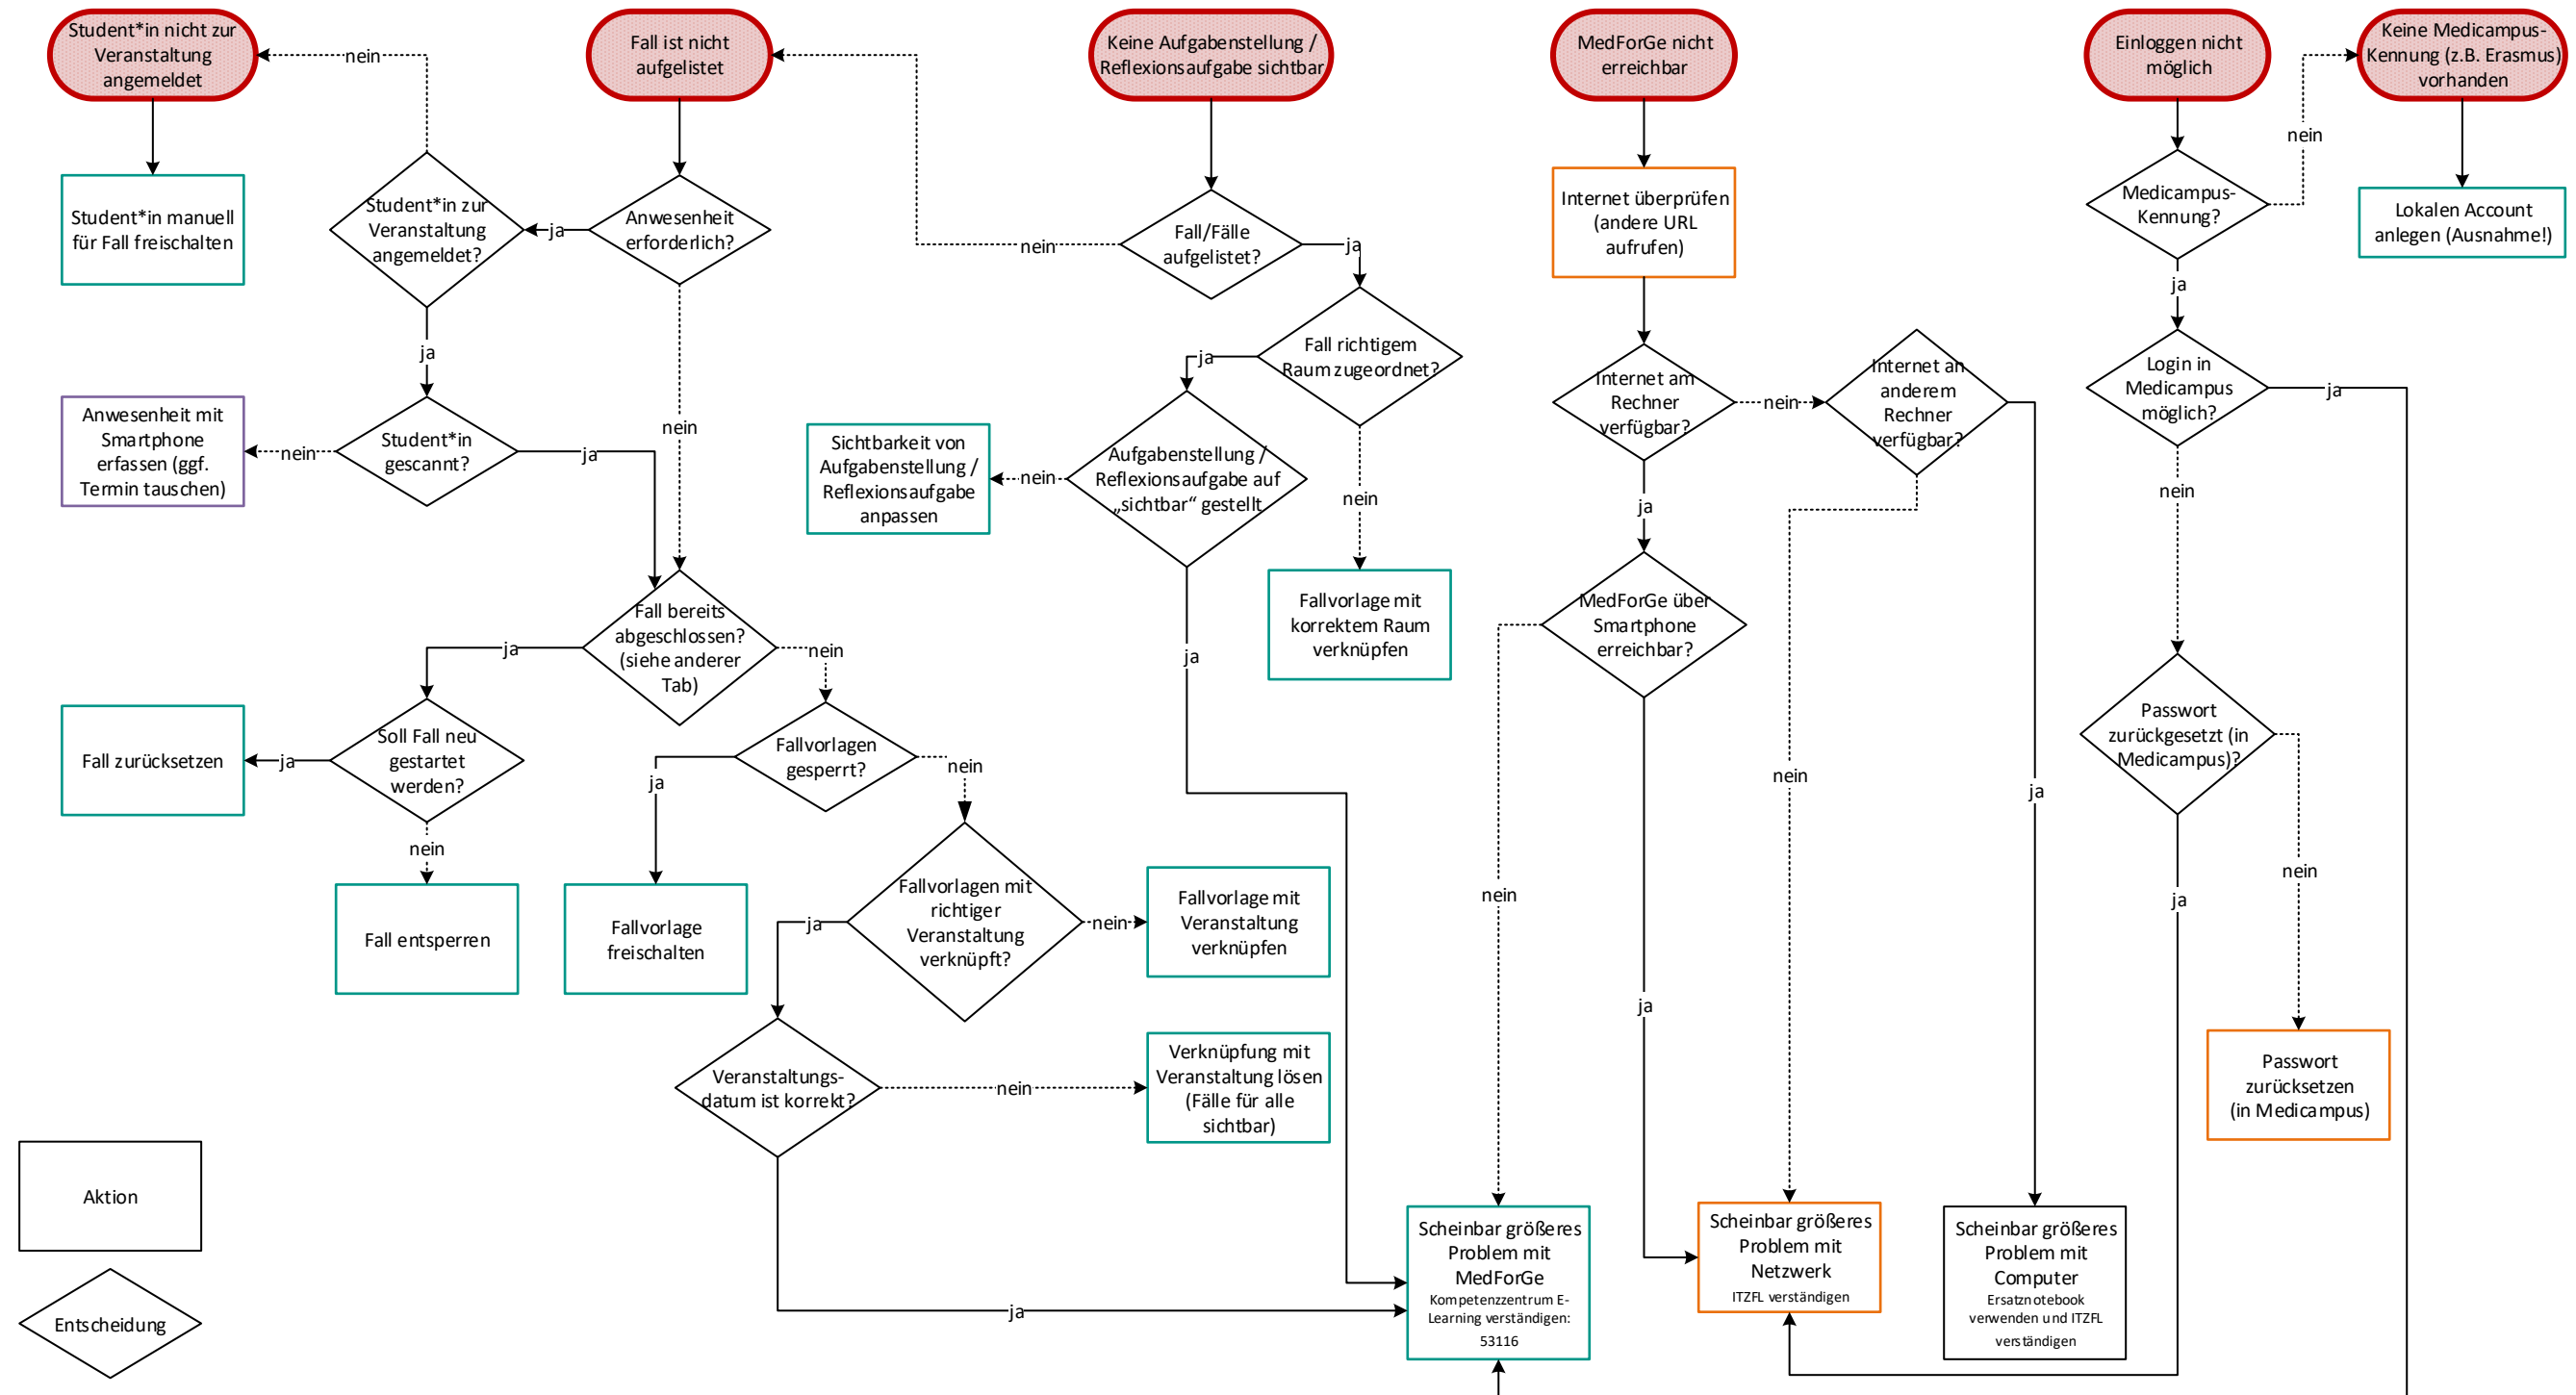 Student*in nicht zur
Veranstaltung
angemeldet
Fall ist nicht
aufgelistet
Keine Aufgabenstellung /
Reflexionsaufgabe sichtbar
MedForGe nicht
erreichbar
Einloggen nicht
möglich
Keine Medicampus-
Kennung (z.B. Erasmus)
vorhanden
nein
nein
Student*in manuell
für Fall freischalten
Student*in zur
Veranstaltung
angemeldet?
ja
Anwesenheit
erforderlich?
nein
Fall/Fälle
aufgelistet?
ja
Internet überprüfen
(andere URL
aufrufen)
Medicampus-
Kennung?
Lokalen Account
anlegen (Ausnahme!)
ja
ja
Fall richtigem
Raum zugeordnet?
ja
Internet am
Rechner
verfügbar?
nein
Internet an
anderem
Rechner
verfügbar?
Login in
Medicampus
möglich?
ja
Anwesenheit mit
Smartphone
erfassen (ggf.
Termin tauschen)
nein
Student*in
gescannt?
ja
nein
Sichtbarkeit von
Aufgabenstellung /
Reflexionsaufgabe
anpassen
nein
Aufgabenstellung /
Reflexionsaufgabe auf
„sichtbar“ gestellt
nein
ja
nein
Fall bereits
abgeschlossen?
(siehe anderer
Tab)
ja
nein
ja
Fallvorlage mit
korrektem Raum
verknüpfen
MedForGe über
Smartphone
erreichbar?
Fall zurücksetzen
ja
Soll Fall neu
gestartet
werden?
Fallvorlagen
gesperrt?
ja
nein
nein
ja
Passwort
zurückgesetzt (in
Medicampus)?
nein
Fall entsperren
Fallvorlage
freischalten
ja
Fallvorlagen mit
richtiger
Veranstaltung
verknüpft?
nein
Fallvorlage mit
Veranstaltung
verknüpfen
nein
nein
ja
ja
Veranstaltungs-
datum ist korrekt?
nein
Verknüpfung mit
Veranstaltung lösen
(Fälle für alle
sichtbar)
Passwort
zurücksetzen
(in Medicampus)
Aktion
Entscheidung
ja
Scheinbar größeres
Problem mit
MedForGe
Kompetenzzentrum E-
Learning verständigen:
53116
Scheinbar größeres
Problem mit
Netzwerk
ITZFL verständigen
Scheinbar größeres
Problem mit
Computer
Ersatznotebook
verwenden und ITZFL
verständigen